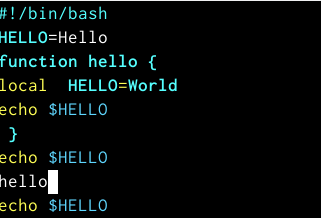 #!/bin/bash
HELLO=Hello
function hello {
local  HELLO=World
echo $HELLO
 }
echo $HELLO
hello
echo $HELLO